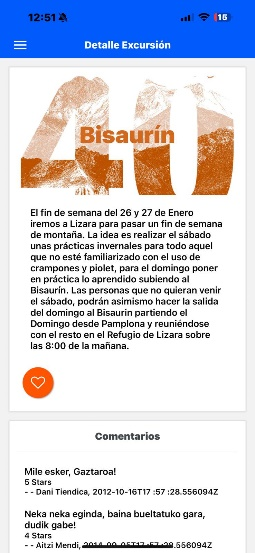 12:51
16
Detalle Excursión
40
Bisaurín
El fin de semana del 26 y 27 de Enero
iremos a Lizara para pasar un fin de semana
de montaña. La idea es realizar el sábado
unas prácticas invernales para todo aquel
que no esté familiarizado con el uso de
crampones y piolet, para el domingo poner
en práctica lo aprendido subiendo al
Bisaurín. Las personas que no quieran venir
el sábado, podrán asimismo hacer la salida
del domingo al Bisaurin partiendo el
Domingo desde Pamplona y reuniéndose
con el resto en el Refugio de Lizara sobre
las 8:00 de la mañana.
Comentarios
Mile esker, Gaztaroa!
5 Stars
- - Dani Tiendica, 2012-10-16T17 :57 :28.556094Z
Neka neka eginda, baina bueltatuko gara,
dudik gabe!
4 Stars
- - Aitzi Mendi, .556094Z